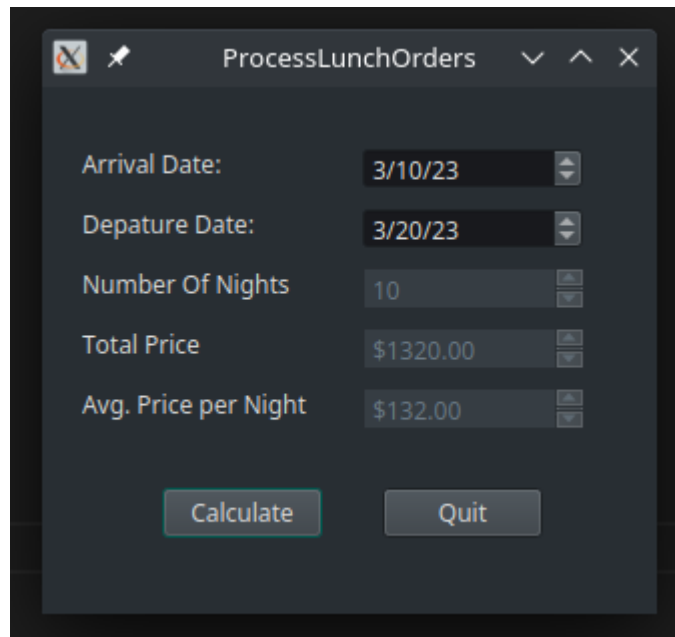 ProcessLunchOrders
Arrival Date: 3/10/23
Depature Date: 3/20/23
Number Of Nights 10
Total Price $1320.00
Avg. Price per Night $132.00
Calculate Quit